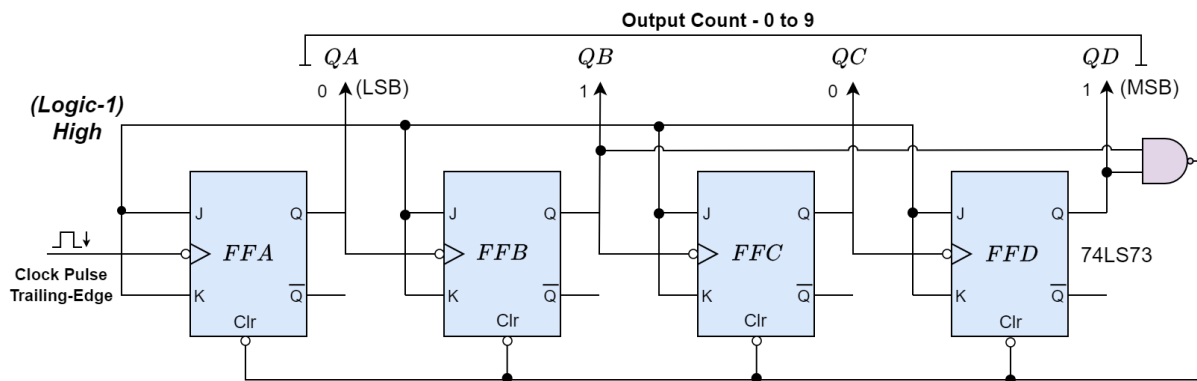 Output Count - 0 to 9
QA QB QC QD
0 (LSB) 1 0 1 (MSB)
(Logic-1)
High
J Q J Q J Q J Q
FFA FFB FFC FFD 74LS73
Clock Pulse
Trailing-Edge
K Q̅ K Q̅ K Q̅ K Q̅
Clr Clr Clr Clr